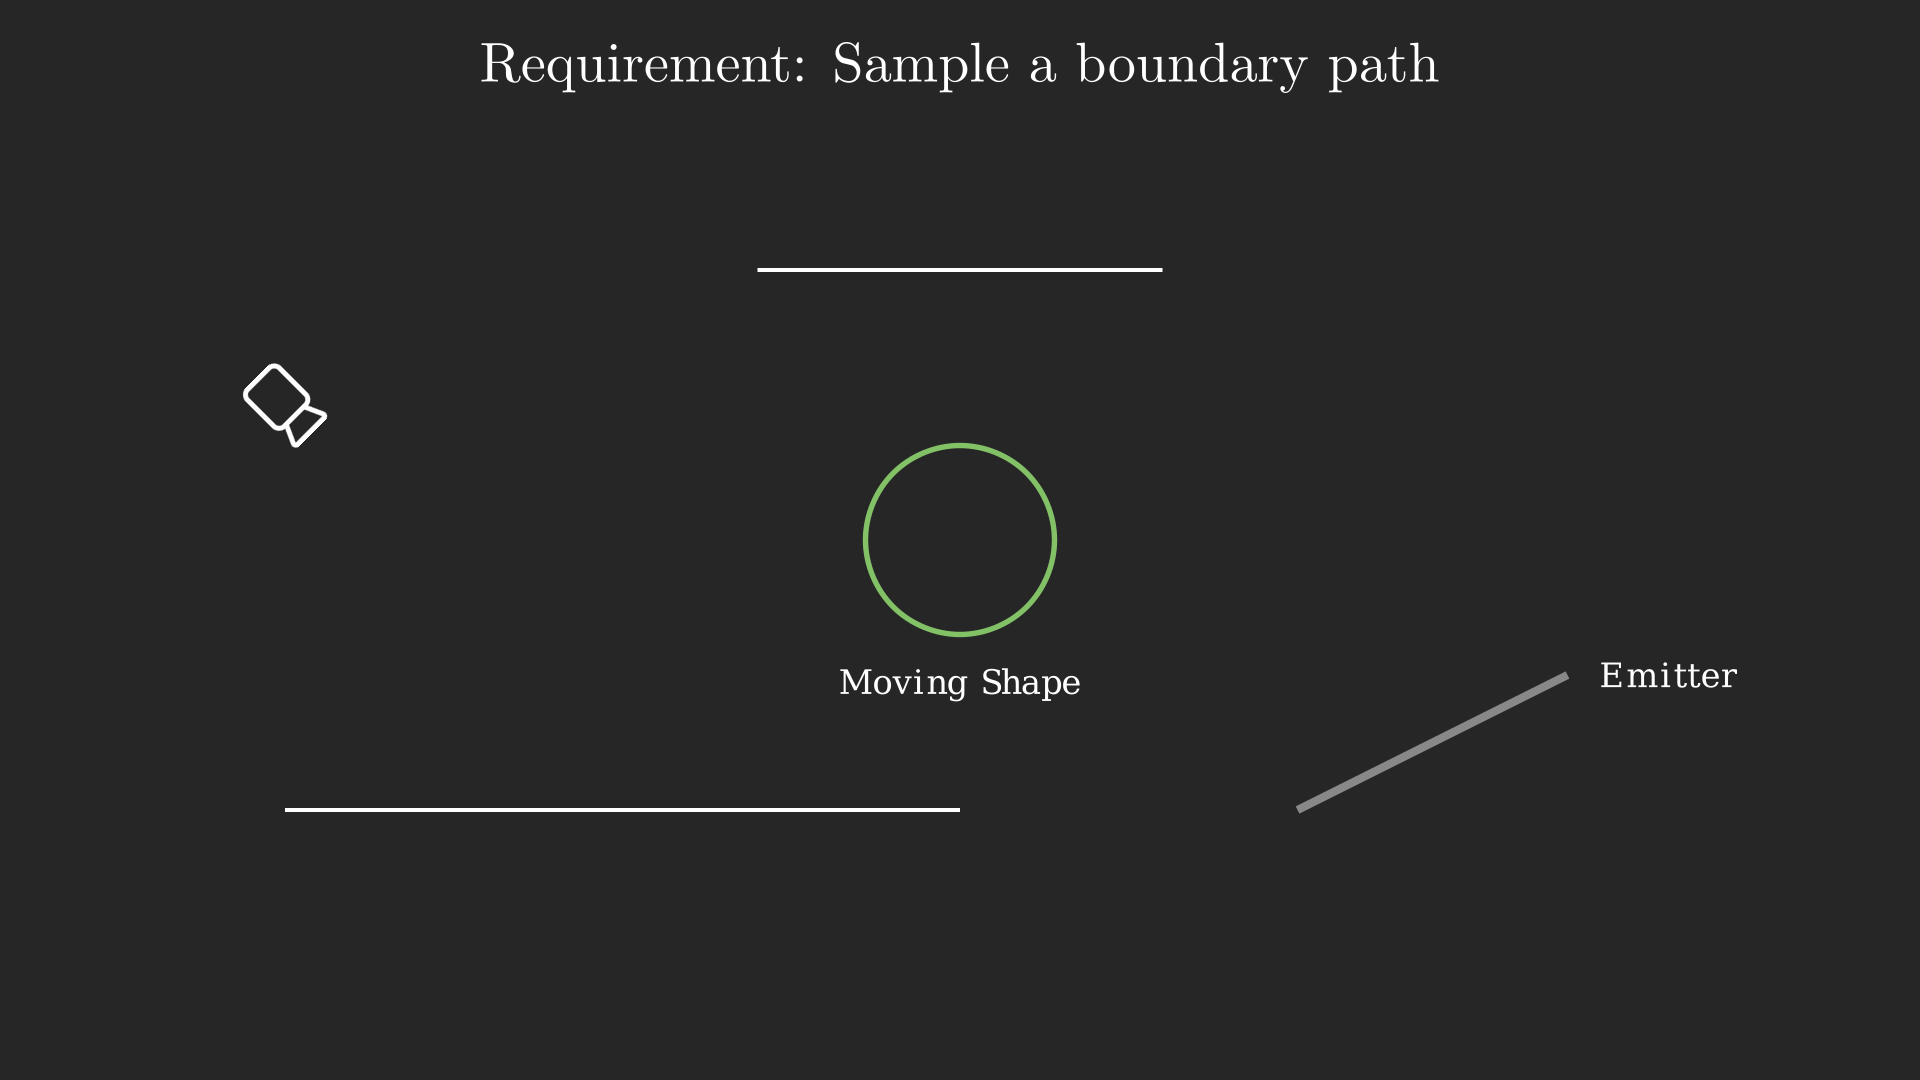 Requirement: Sample a boundary path
Moving Shape
Emitter